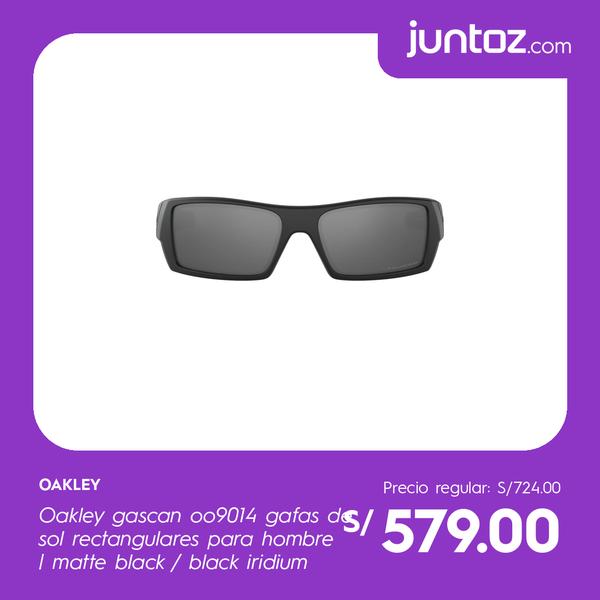 juntoz.com
OAKLEY
Oakley gascan oo9014 gafas de
sol rectangulares para hombre
| matte black / black iridium
Precio regular: S/724.00
S/ 579.00